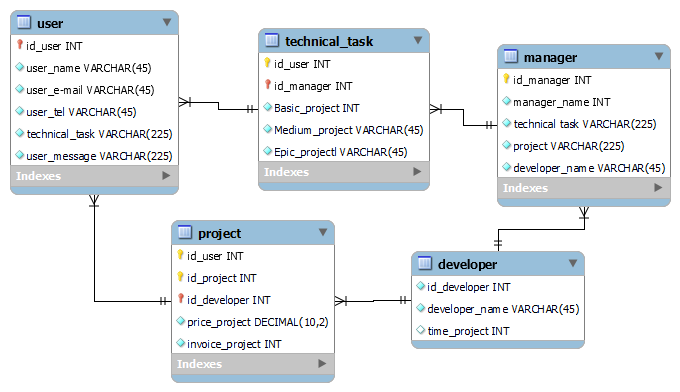 user
id_user INT
user_name VARCHAR(45)
user_e-mail VARCHAR(45)
user_tel VARCHAR(45)
technical_task VARCHAR(225)
user_message VARCHAR(225)
Indexes
technical_task
id_user INT
id_manager INT
Basic_project INT
Medium_project VARCHAR(45)
Epic_projectl VARCHAR(45)
Indexes
manager
id_manager INT
manager_name INT
technical task VARCHAR(225)
project VARCHAR(225)
developer_name VARCHAR(45)
Indexes
project
id_user INT
id_project INT
id_developer INT
price_project DECIMAL(10,2)
invoice_project INT
Indexes
developer
id_developer INT
developer_name VARCHAR(45)
time_project INT